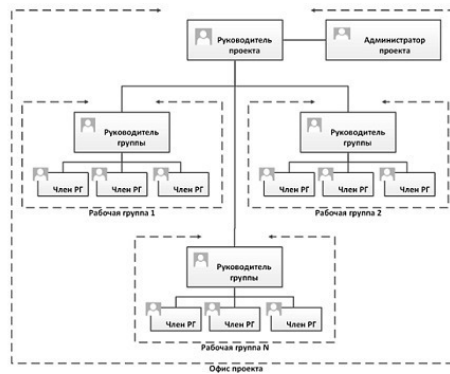 Руководитель
проекта
Администратор
проекта
Руководитель
группы
Член РГ
Член РГ
Член РГ
Рабочая группа 1
Руководитель
группы
Член РГ
Член РГ
Член РГ
Рабочая группа 2
Руководитель
группы
Член РГ
Член РГ
Член РГ
Рабочая группа N
Офис проекта